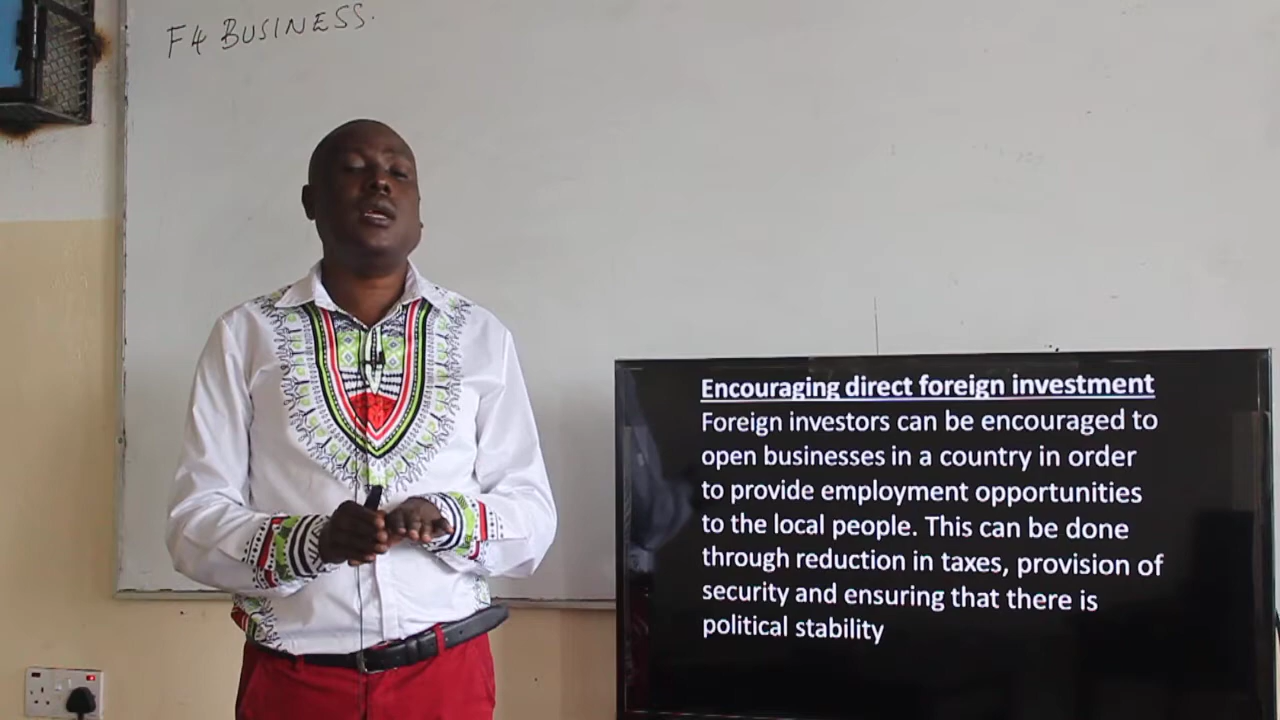 F4 BUSINESS.
Encouraging direct foreign investment
Foreign investors can be encouraged to
open businesses in a country in order
to provide employment opportunities
to the local people. This can be done
through reduction in taxes, provision of
security and ensuring that there is
political stability